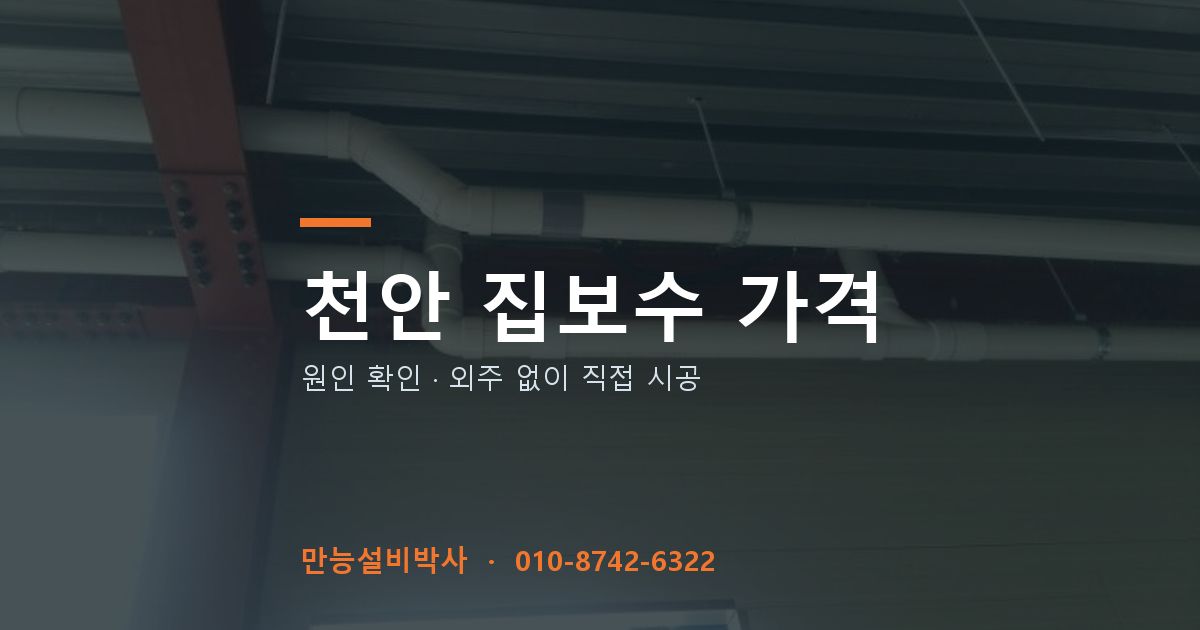 천안 집보수 가격
원인 확인 · 외주 없이 직접 시공
만능설비박사 · 010-8742-6322